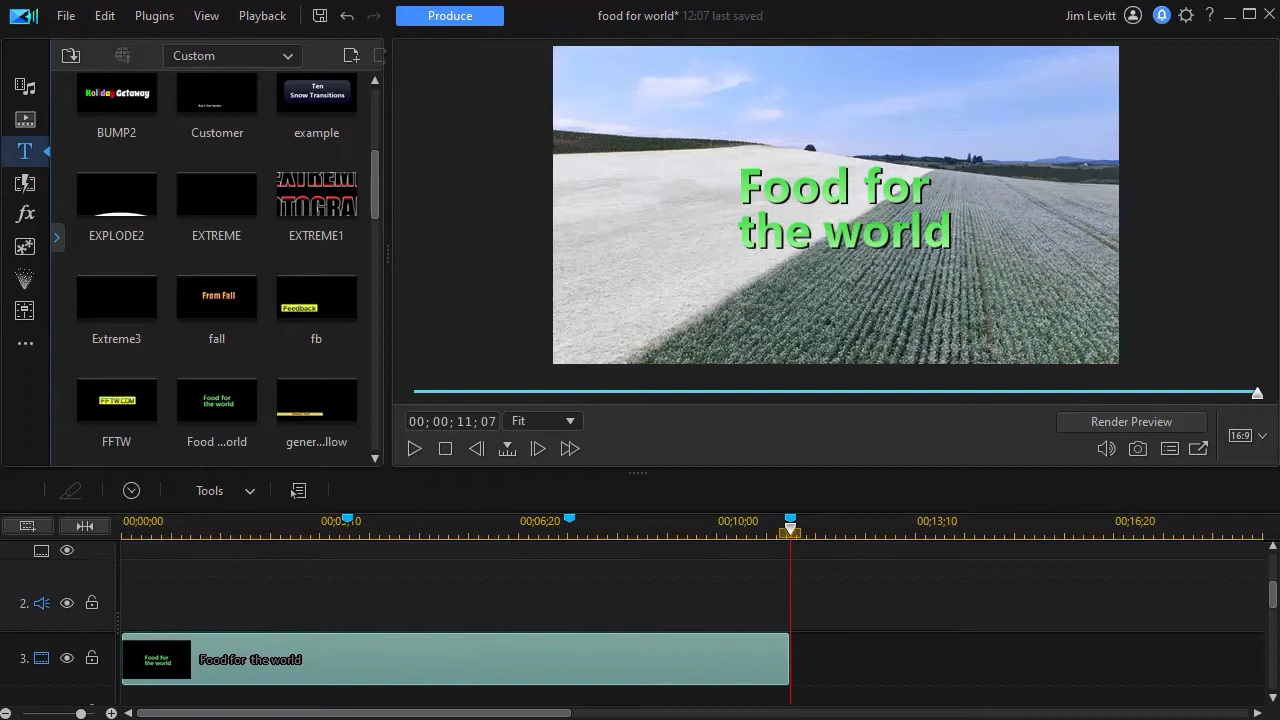 File Edit Plugins View Playback Produce food for world* 12:07 last saved Jim Levitt ?
Custom
Holiday Getaway
Ten
Snow Transitions
BUMP2 Customer example
EXTREME
OTOGRA
EXPLODE2 EXTREME EXTREME1
From Fall
Feedback
Extreme3 fall fb
FFTW.COM
Food for
the world
FFTW Food ...orld gener...llow
T
fx
Food for
the world
00; 00; 11; 07 Fit Render Preview
16:9
Tools
00;00;00 00;03;10 00;06;20 00;10;00 00;13;10 00;16;20
2.
3. Food for
the world
Food for the world